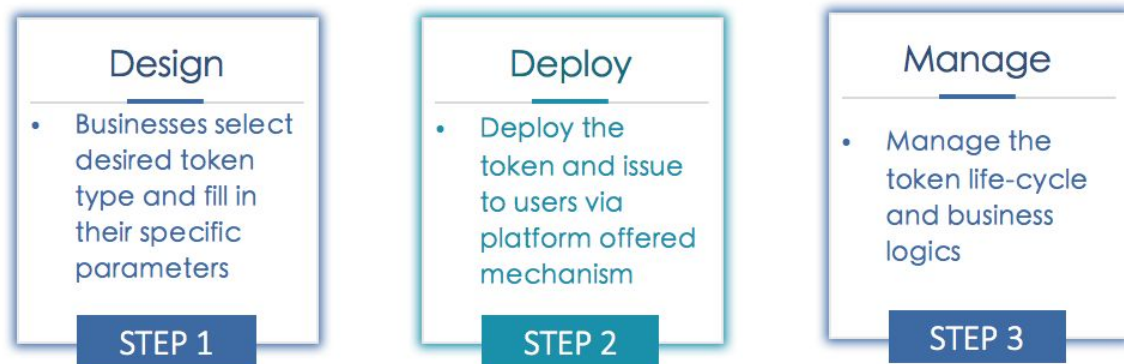 Design
• Businesses select
desired token
type and fill in
their specific
parameters
STEP 1
Deploy
• Deploy the
token and issue
to users via
platform offered
mechanism
STEP 2
Manage
• Manage the
token life-cycle
and business
logics
STEP 3